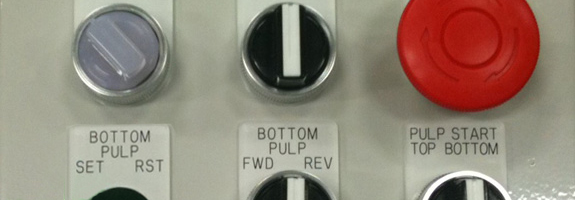 BOTTOM
PULP
SET RST
BOTTOM
PULP
FWD REV
PULP START
TOP BOTTOM